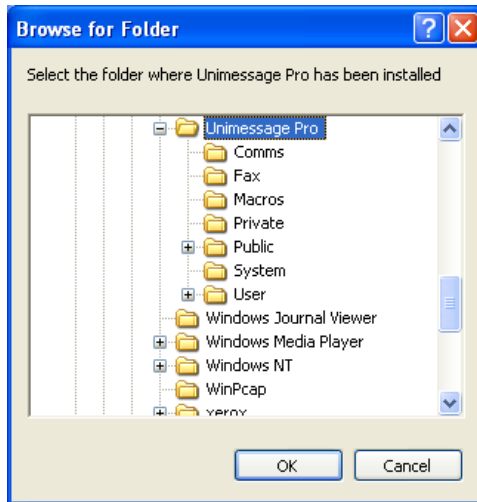 Browse for Folder
Select the folder where Unimessage Pro has been installed
Unimessage Pro
Comms
Fax
Macros
Private
Public
System
User
Windows Journal Viewer
Windows Media Player
Windows NT
WinPcap
xerox
OK Cancel